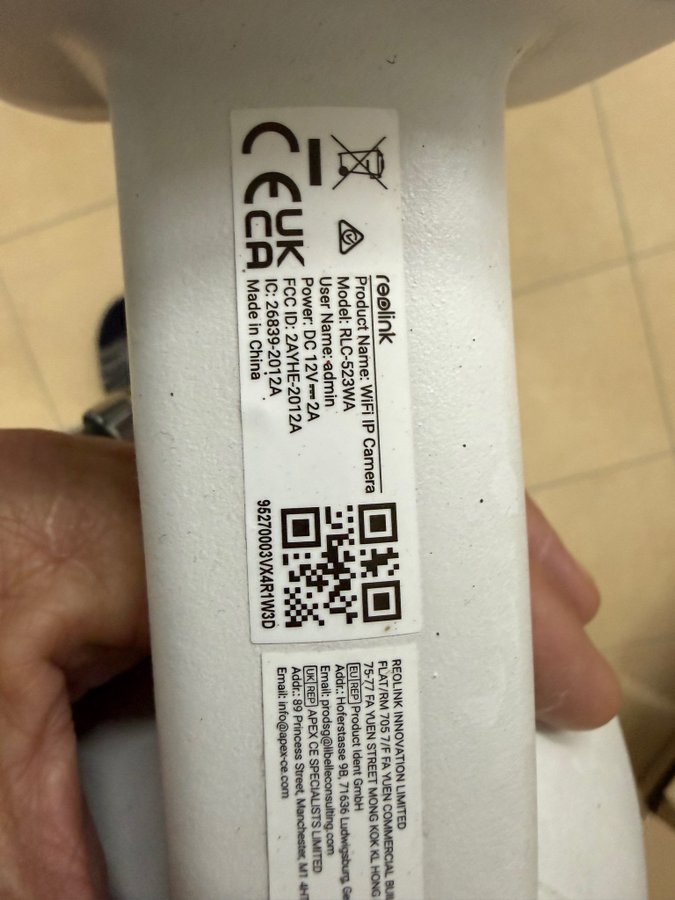 CE
UK
CA
reolink
Product Name: WiFi IP Camera
Model: RLC-523WA
User Name: admin
Power: DC 12V⎓2A
FCC ID: 2AYHE-2012A
IC: 26839-2012A
Made in China
95270003VX4R1W3D
REOLINK INNOVATION LIMITED
FLAT/RM 705 7/F FA YUEN COMMERCIAL
75-77 FA YUEN STREET MONG KOK KL HONG
EU REP Product Ident GmbH
Addr.: Hoferstasse 9B, 71636 Ludwigsburg,
Email: prodsg@libelleconsulting.com
UK REP APEX CE SPECIALISTS LIMITED
Addr.: 89 Princess Street, Manchester, M1
Email: info@apex-ce.com